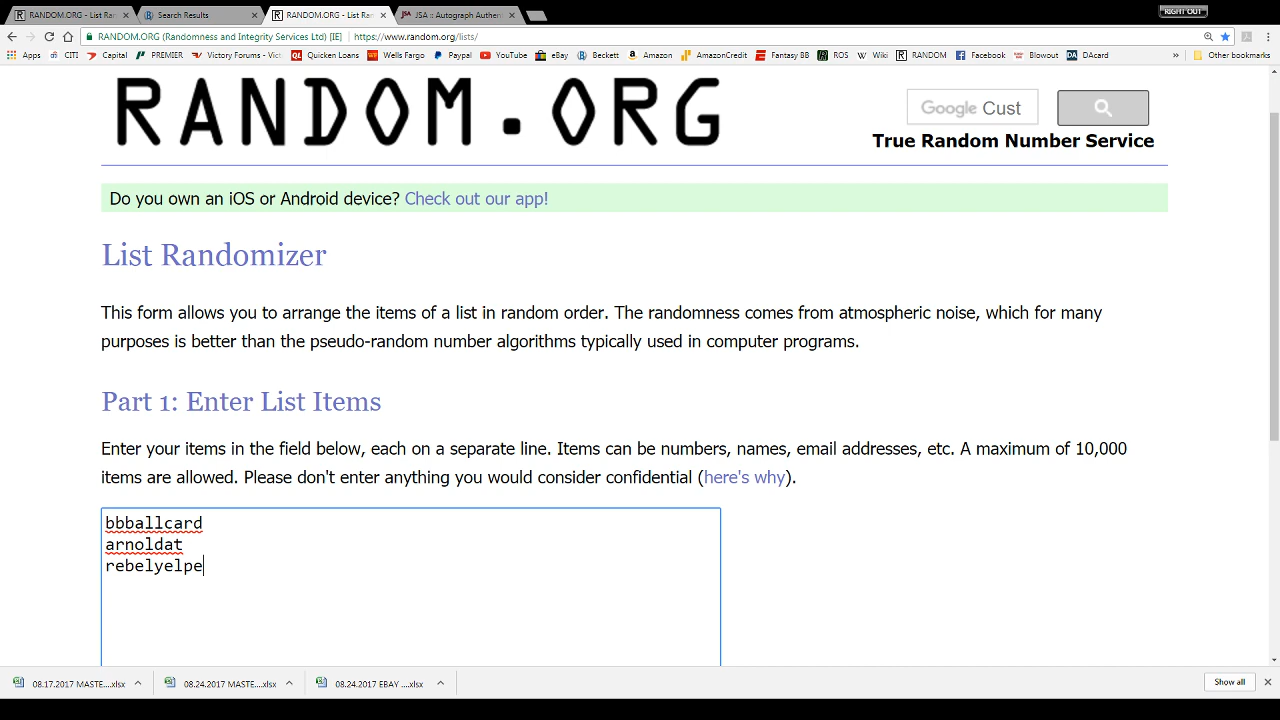 RANDOM.ORG - List Ran
Search Results
RANDOM.ORG - List Ra
JSA :: Autograph Authen
RIGHT OUT
RANDOM.ORG (Randomness and Integrity Services Ltd) [IE]
https://www.random.org/lists/
Apps
CITI
Capital
PREMIER
Victory Forums - Vic
Quicken Loans
Wells Fargo
Paypal
YouTube
eBay
Beckett
Amazon
AmazonCredit
Fantasy BB
ROS
Wiki
RANDOM
Facebook
Blowout
DAcard
»
Other bookmarks
RANDOM.ORG
Google Cust
True Random Number Service
Do you own an iOS or Android device? Check out our app!
List Randomizer
This form allows you to arrange the items of a list in random order. The randomness comes from atmospheric noise, which for many
purposes is better than the pseudo-random number algorithms typically used in computer programs.
Part 1: Enter List Items
Enter your items in the field below, each on a separate line. Items can be numbers, names, email addresses, etc. A maximum of 10,000
items are allowed. Please don't enter anything you would consider confidential (here's why).
bbballcard
arnoldat
rebelyelpe
08.17.2017 MASTE....xlsx
08.24.2017 MASTE....xlsx
08.24.2017 EBAY ....xlsx
Show all